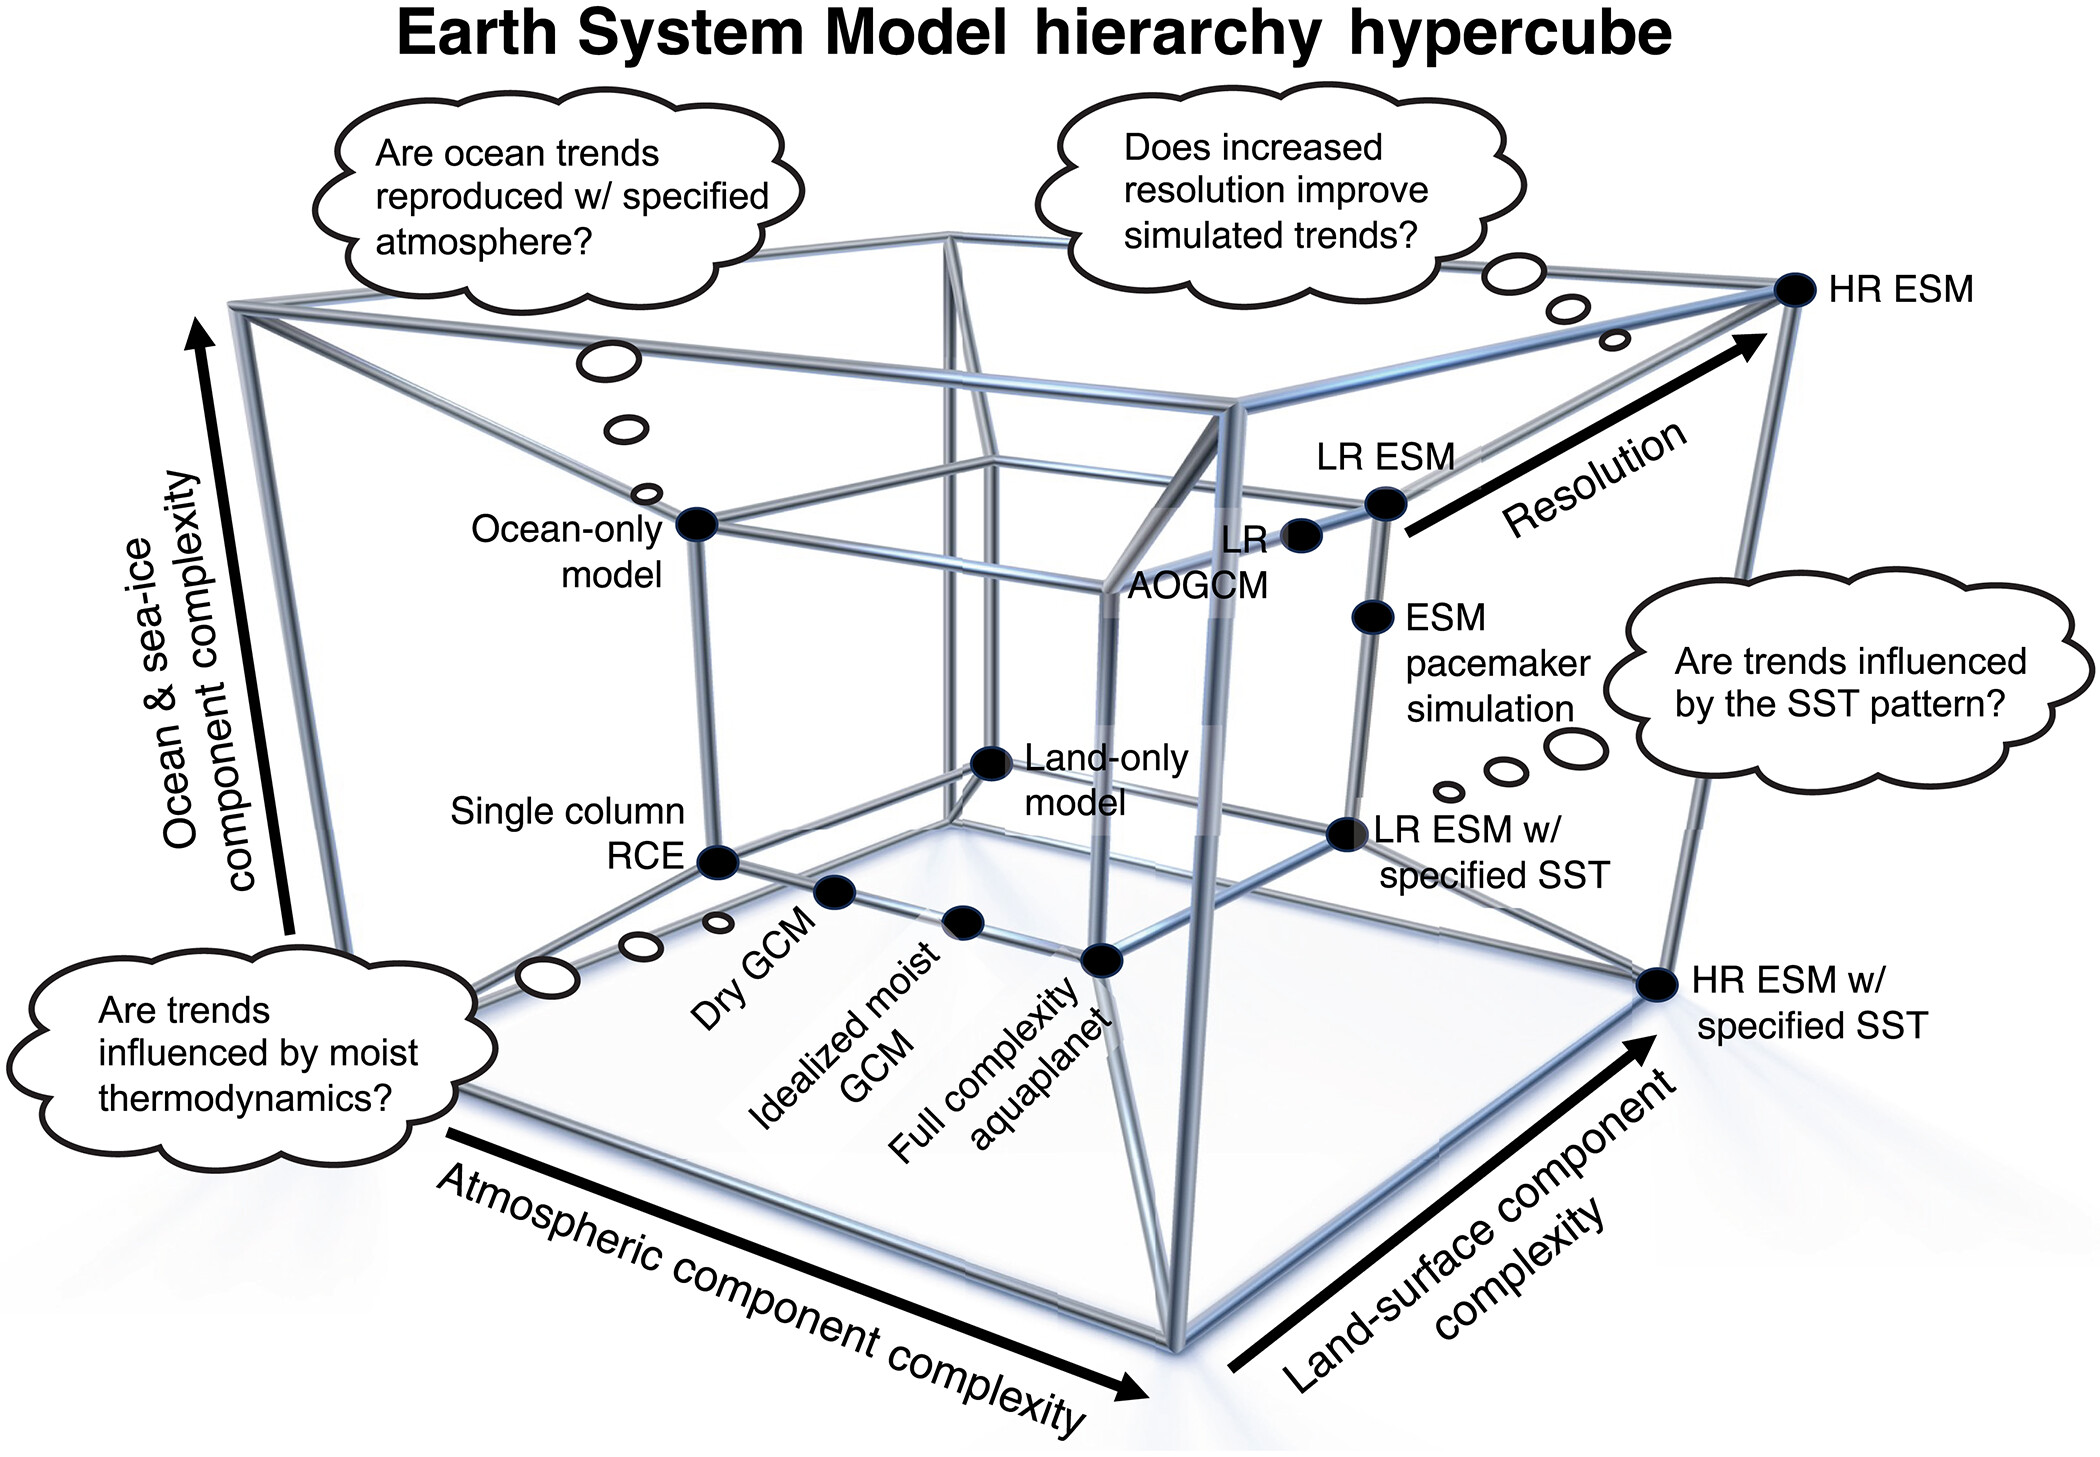 Earth System Model hierarchy hypercube
Are ocean trends
reproduced w/ specified
atmosphere?
Does increased
resolution improve
simulated trends?
HR ESM
LR ESM
Resolution
Ocean-only
model
LR
AOGCM
ESM
pacemaker
simulation
Are trends influenced
by the SST pattern?
Ocean & sea-ice
component complexity
Land-only
model
Single column
RCE
LR ESM w/
specified SST
Dry GCM
Idealized moist
GCM
Full complexity
aquaplanet
HR ESM w/
specified SST
Are trends
influenced by moist
thermodynamics?
Atmospheric component complexity
Land-surface component
complexity